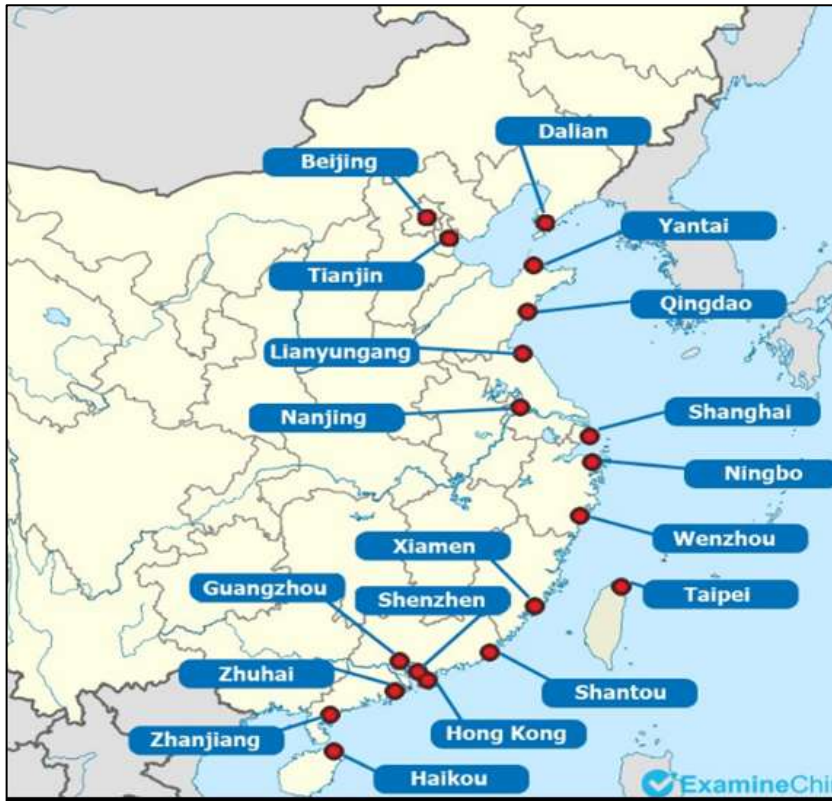 Dalian
Beijing
Yantai
Tianjin
Qingdao
Lianyungang
Nanjing
Shanghai
Ningbo
Wenzhou
Xiamen
Guangzhou
Shenzhen
Taipei
Zhuhai
Shantou
Zhanjiang
Hong Kong
Haikou
ExamineChin